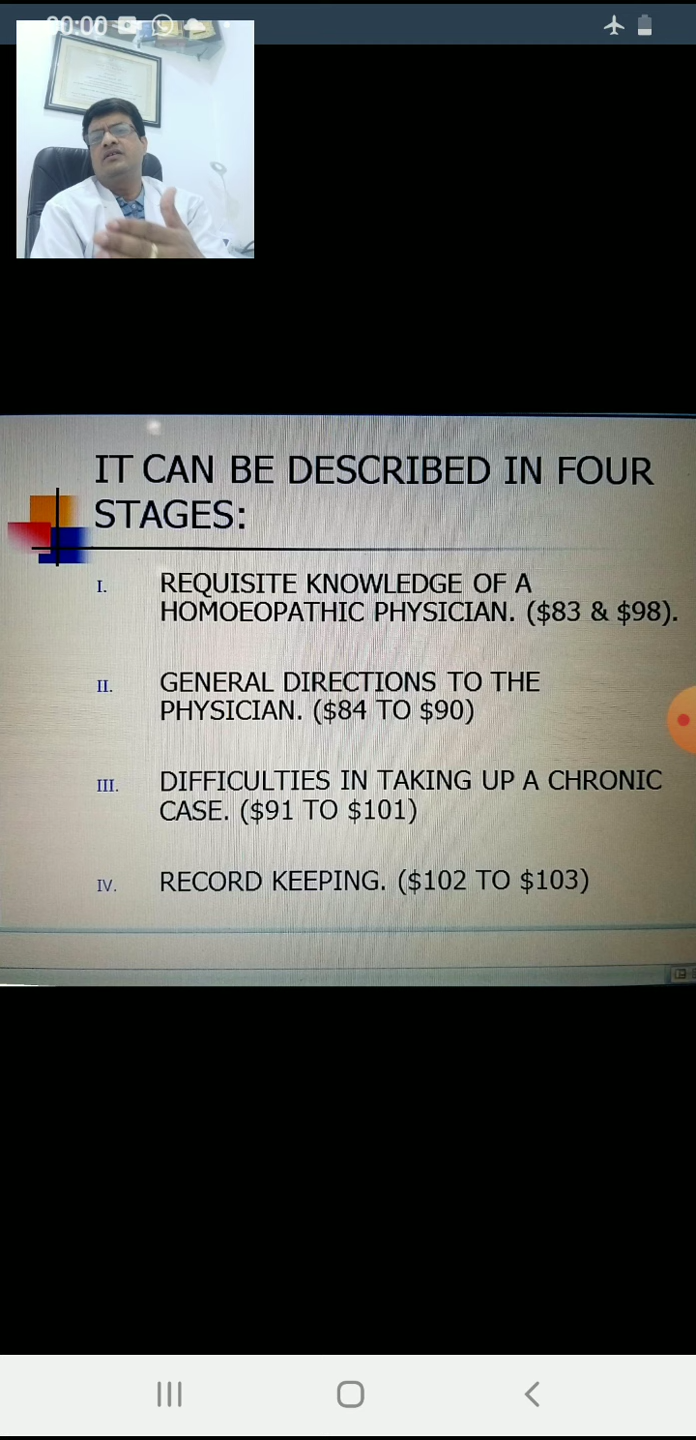 00:00
IT CAN BE DESCRIBED IN FOUR
STAGES:
I. REQUISITE KNOWLEDGE OF A
HOMOEOPATHIC PHYSICIAN. ($83 & $98).
II. GENERAL DIRECTIONS TO THE
PHYSICIAN. ($84 TO $90)
III. DIFFICULTIES IN TAKING UP A CHRONIC
CASE. ($91 TO $101)
IV. RECORD KEEPING. ($102 TO $103)